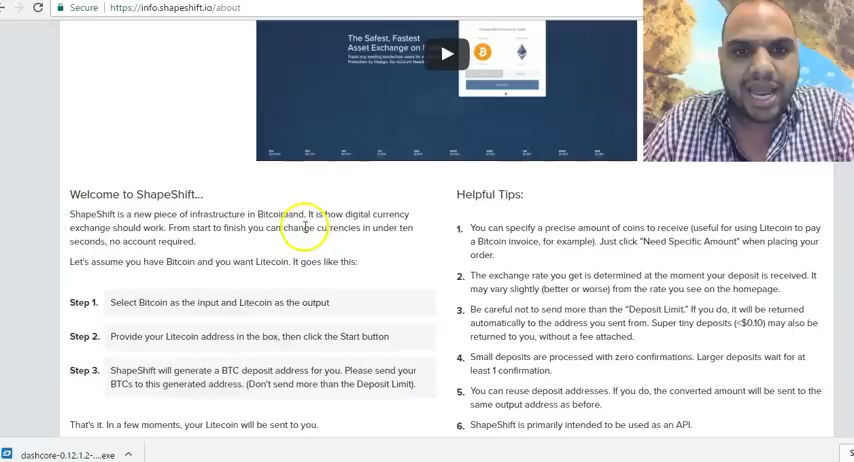 Secure
https://info.shapeshift.io/about
The Safest, Fastest
Welcome to ShapeShift...
ShapeShift is a new piece of infrastructure in Bitcoinland. It is how digital currency
exchange should work. From start to finish you can change currencies in under ten
seconds, no account required.
Let's assume you have Bitcoin and you want Litecoin. It goes like this:
Step 1. Select Bitcoin as the input and Litecoin as the output
Step 2. Provide your Litecoin address in the box, then click the Start button
Step 3. ShapeShift will generate a BTC deposit address for you. Please send your
BTCs to this generated address. (Don't send more than the Deposit Limit).
That's it. In a few moments, your Litecoin will be sent to you.
Helpful Tips:
1. You can specify a precise amount of coins to receive (useful for using Litecoin to pay
a Bitcoin invoice, for example). Just click "Need Specific Amount" when placing your
order.
2. The exchange rate you get is determined at the moment your deposit is received. It
may vary slightly (better or worse) from the rate you see on the homepage.
3. Be careful not to send more than the “Deposit Limit.” If you do, it will be returned
automatically to the address you sent from. Super tiny deposits (<$0.10) may also be
returned to you, without a fee attached.
4. Small deposits are processed with zero confirmations. Larger deposits wait for at
least 1 confirmation.
5. You can reuse deposit addresses. If you do, the converted amount will be sent to the
same output address as before.
6. ShapeShift is primarily intended to be used as an API.
dashcore-0.12.1.2-....exe